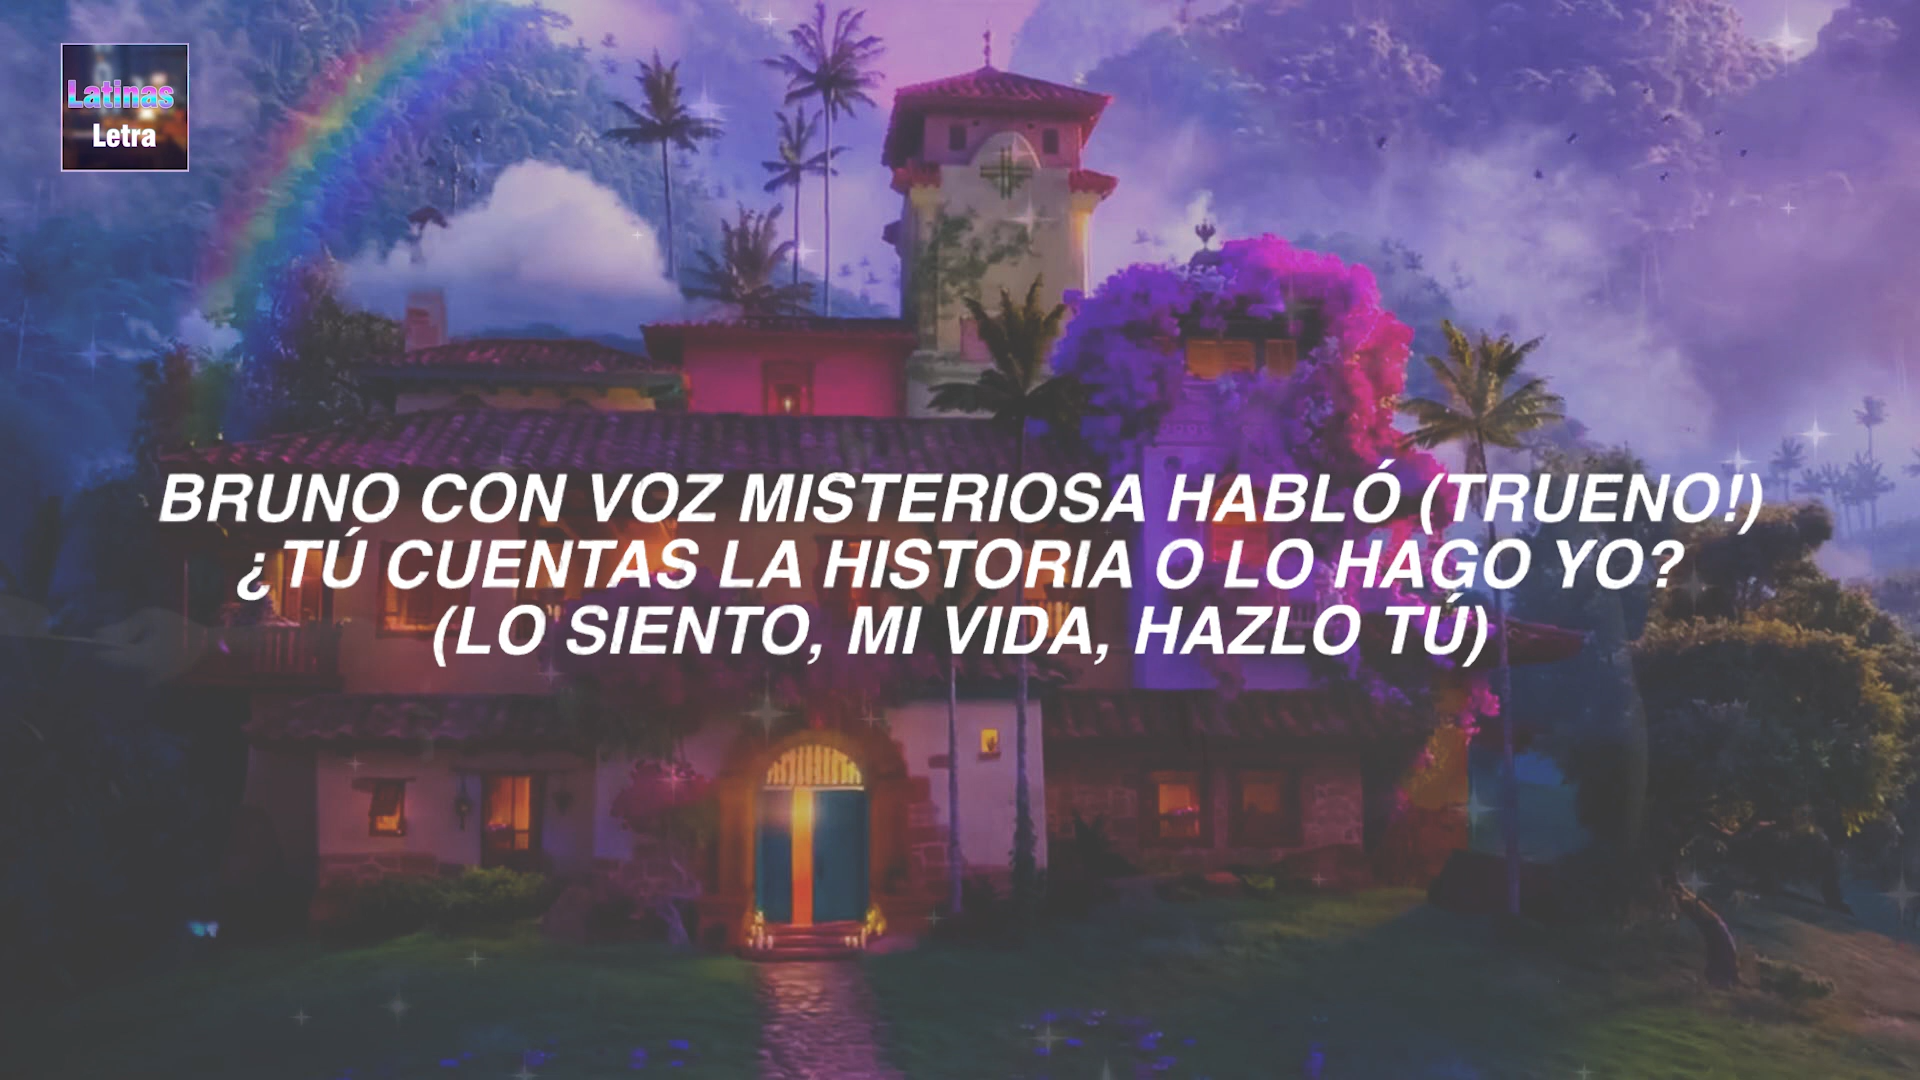 Latinas
Letra
BRUNO CON VOZ MISTERIOSA HABLÓ (TRUENO!)
¿TÚ CUENTAS LA HISTORIA O LO HAGO YO?
(LO SIENTO, MI VIDA, HAZLO TÚ)